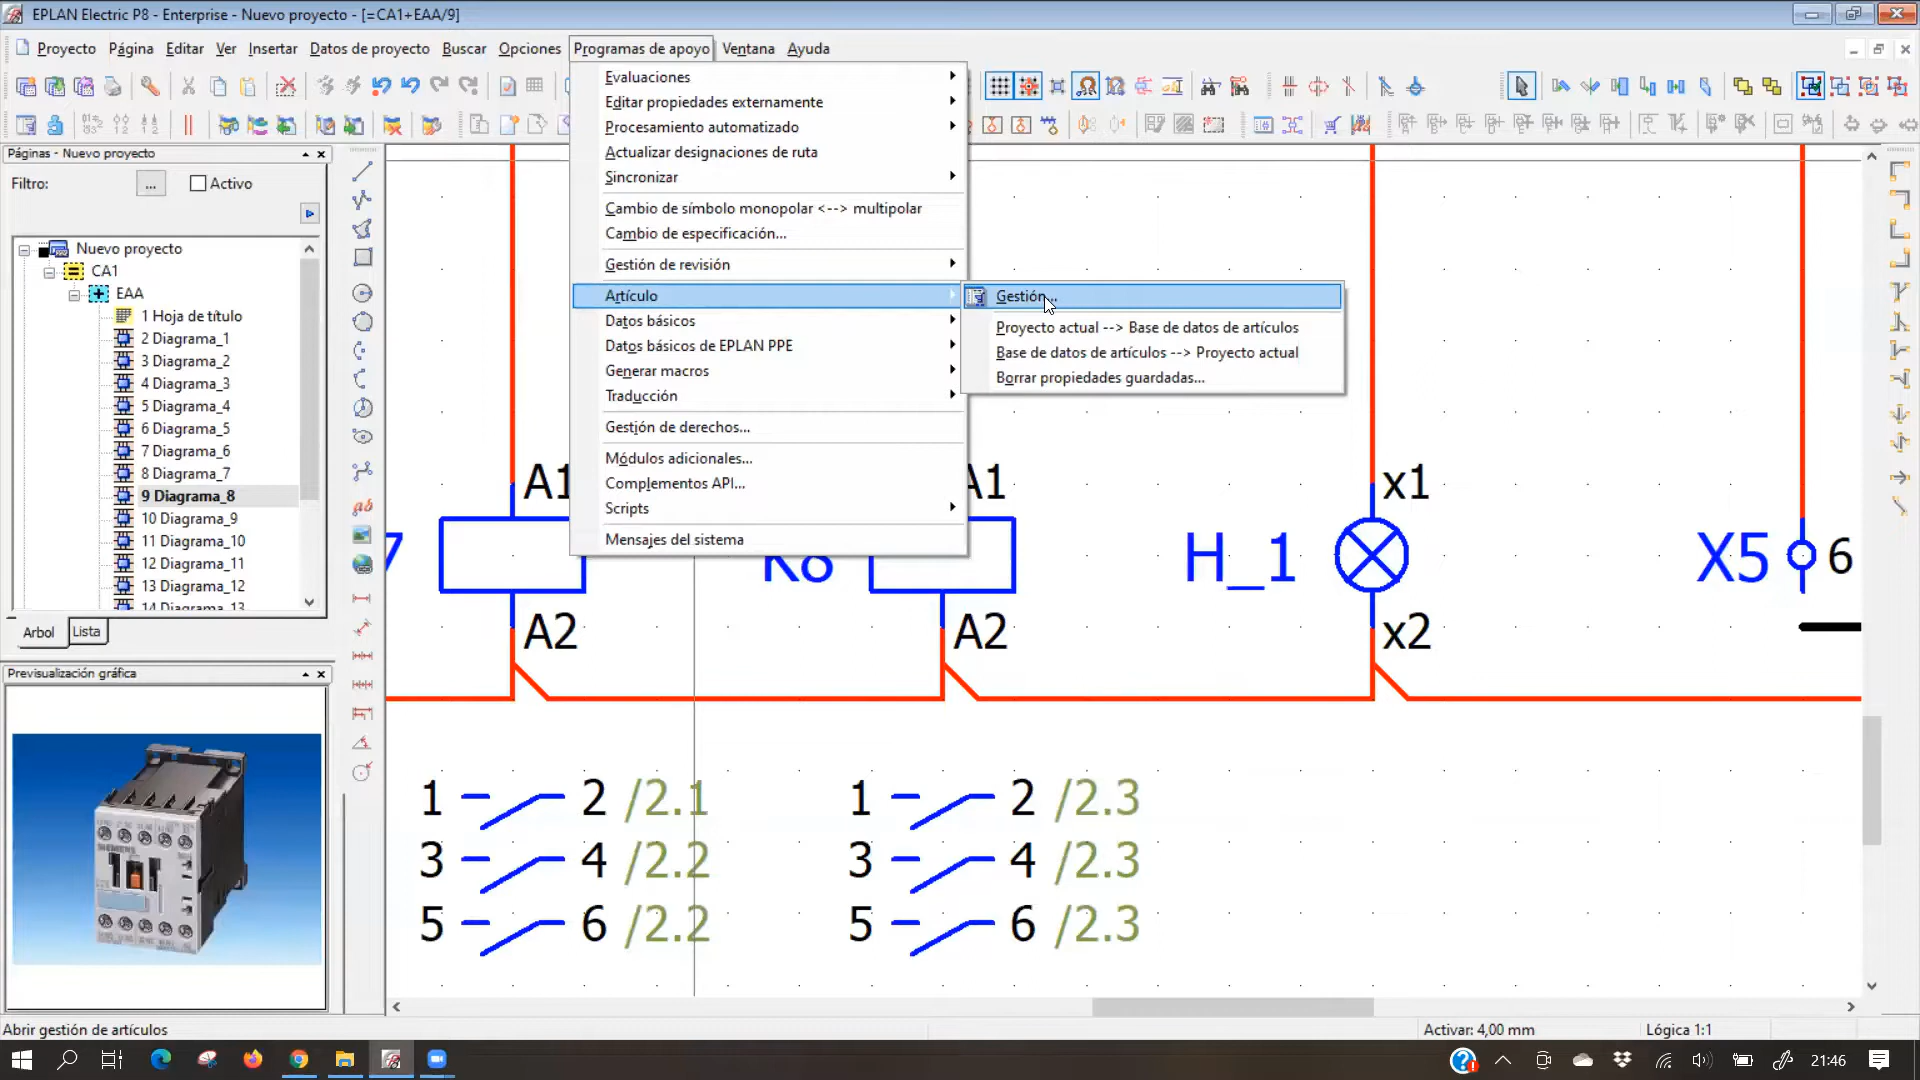 EPLAN Electric P8 - Enterprise - Nuevo proyecto - [=CA1+EAA/9]
Proyecto Página Editar Ver Insertar Datos de proyecto Buscar Opciones Programas de apoyo Ventana Ayuda
Páginas - Nuevo proyecto
Filtro: ... Activo
Nuevo proyecto
CA1
EAA
1 Hoja de título
2 Diagrama_1
3 Diagrama_2
4 Diagrama_3
5 Diagrama_4
6 Diagrama_5
7 Diagrama_6
8 Diagrama_7
9 Diagrama_8
10 Diagrama_9
11 Diagrama_10
12 Diagrama_11
13 Diagrama_12
14 Diagrama_13
Arbol Lista
Previsualización gráfica
SIEMENS
Evaluaciones
Editar propiedades externamente
Procesamiento automatizado
Actualizar designaciones de ruta
Sincronizar
Cambio de símbolo monopolar <--> multipolar
Cambio de especificación...
Gestión de revisión
Artículo
Datos básicos
Datos básicos de EPLAN PPE
Generar macros
Traducción
Gestión de derechos...
Módulos adicionales...
Complementos API...
Scripts
Mensajes del sistema
Gestión...
Proyecto actual --> Base de datos de artículos
Base de datos de artículos --> Proyecto actual
Borrar propiedades guardadas...
A1 A1 x1
7 K8 H_1 X5 6
A2 A2 x2
1 2 /2.1 1 2 /2.3
3 4 /2.2 3 4 /2.3
5 6 /2.2 5 6 /2.3
Abrir gestión de artículos Activar: 4,00 mm Lógica 1:1
21:46